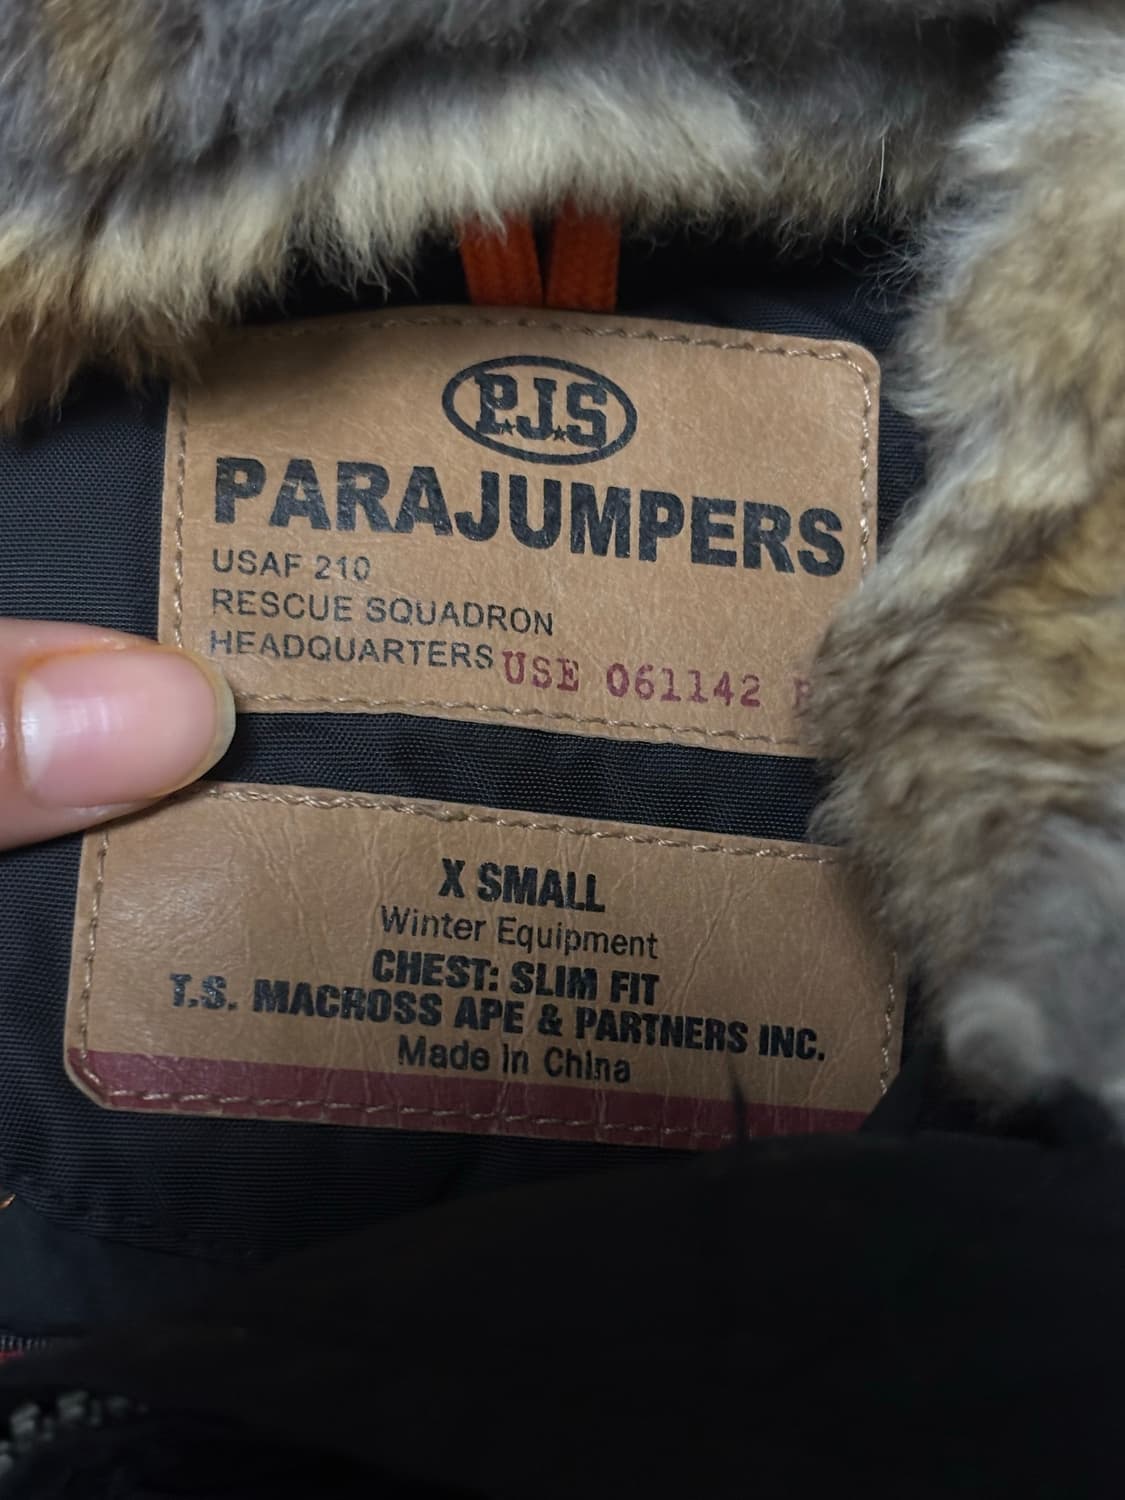 P.J.S
PARAJUMPERS
USAF 210
RESCUE SQUADRON
HEADQUARTERS
USE 061142
X SMALL
Winter Equipment
CHEST: SLIM FIT
T.S. MACROSS APE & PARTNERS INC.
Made in China